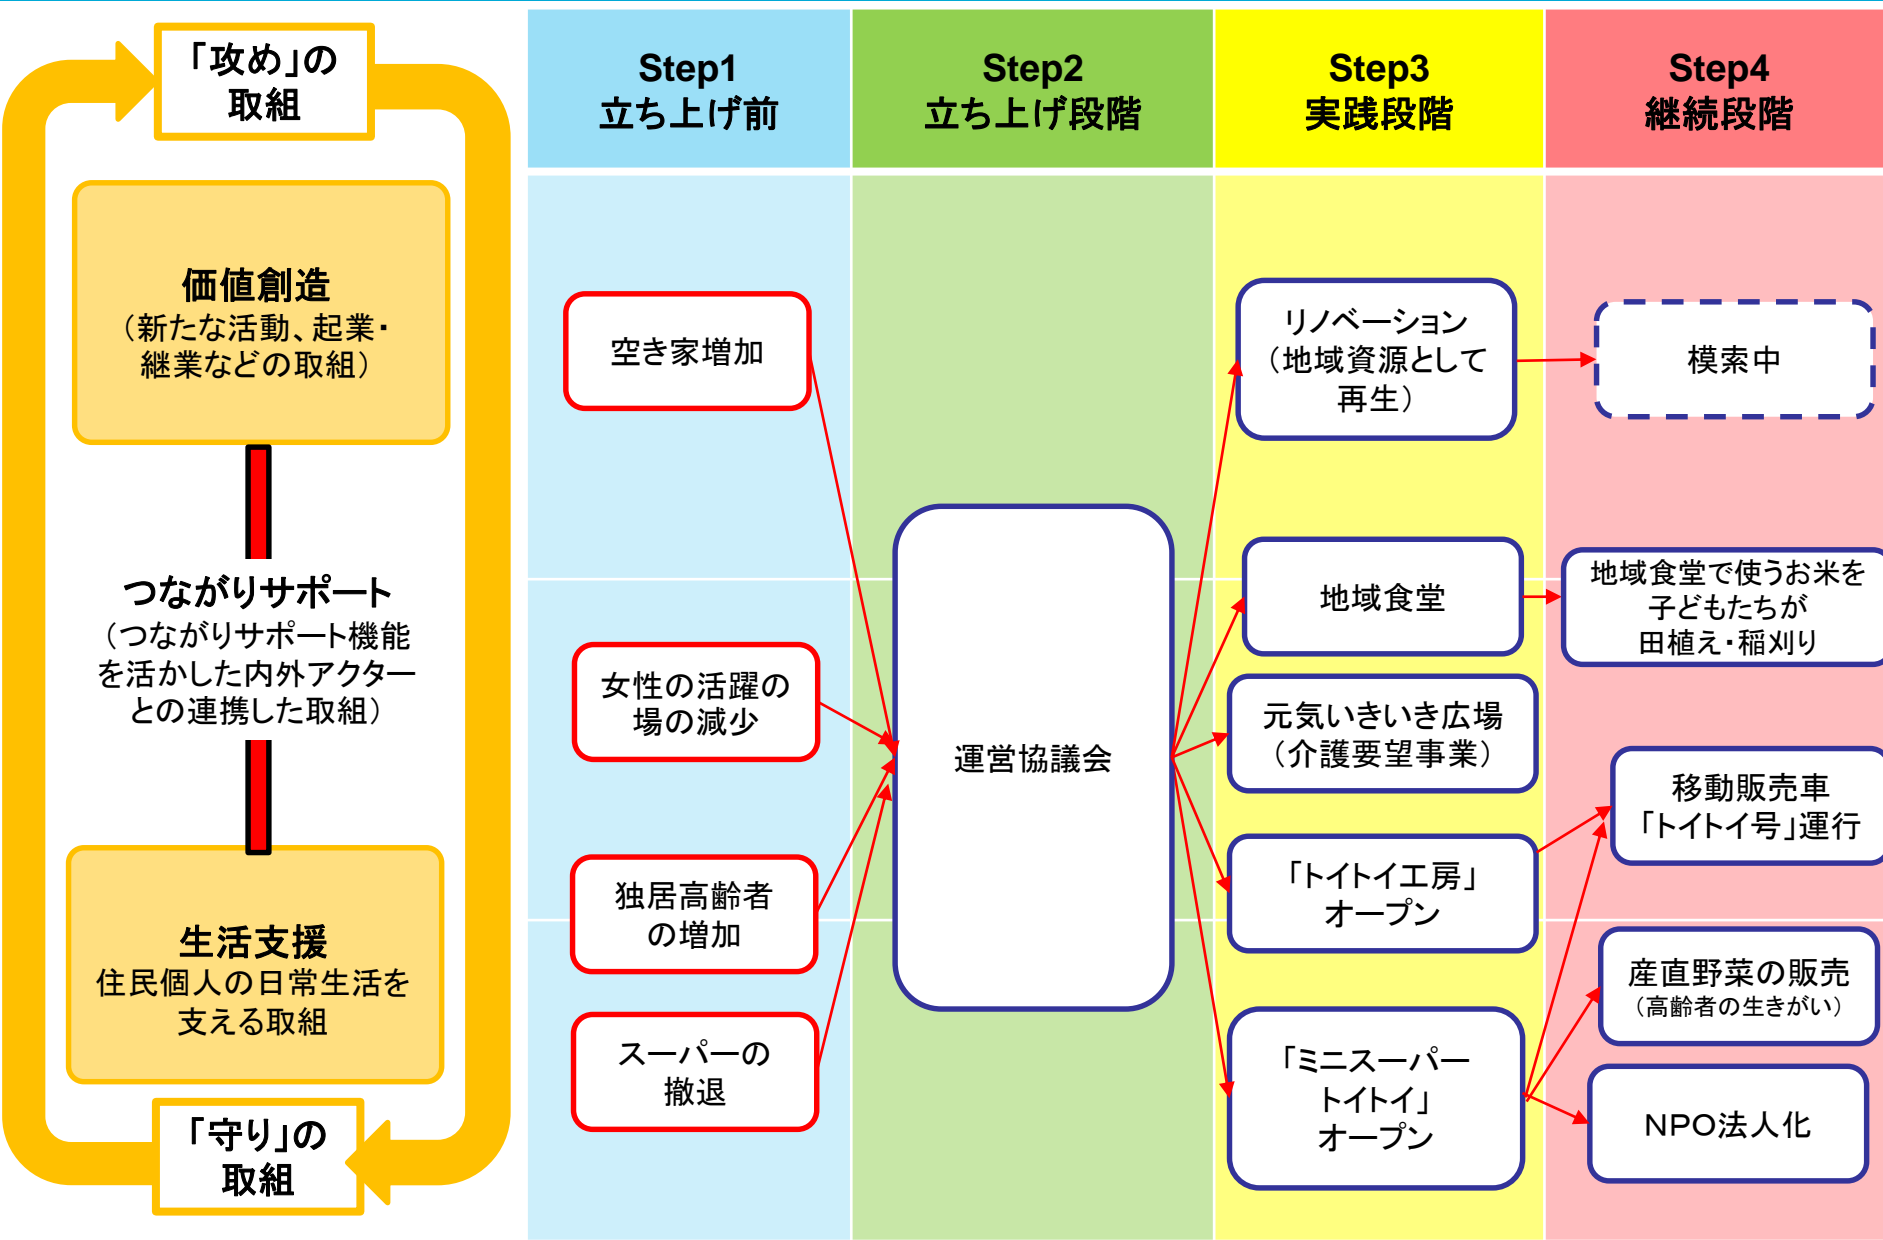 「攻め」の
取組
価値創造
（新たな活動、起業・
継業などの取組）
つながりサポート
（つながりサポート機能
を活かした内外アクター
との連携した取組）
生活支援
住民個人の日常生活を
支える取組
「守り」の
取組
Step1
立ち上げ前
Step2
立ち上げ段階
Step3
実践段階
Step4
継続段階
空き家増加
女性の活躍の
場の減少
独居高齢者
の増加
スーパーの
撤退
運営協議会
リノベーション
（地域資源として
再生）
地域食堂
元気いきいき広場
（介護要望事業）
「トイトイ工房」
オープン
「ミニスーパー
トイトイ」
オープン
模索中
地域食堂で使うお米を
子どもたちが
田植え・稲刈り
移動販売車
「トイトイ号」運行
産直野菜の販売
（高齢者の生きがい）
NPO法人化